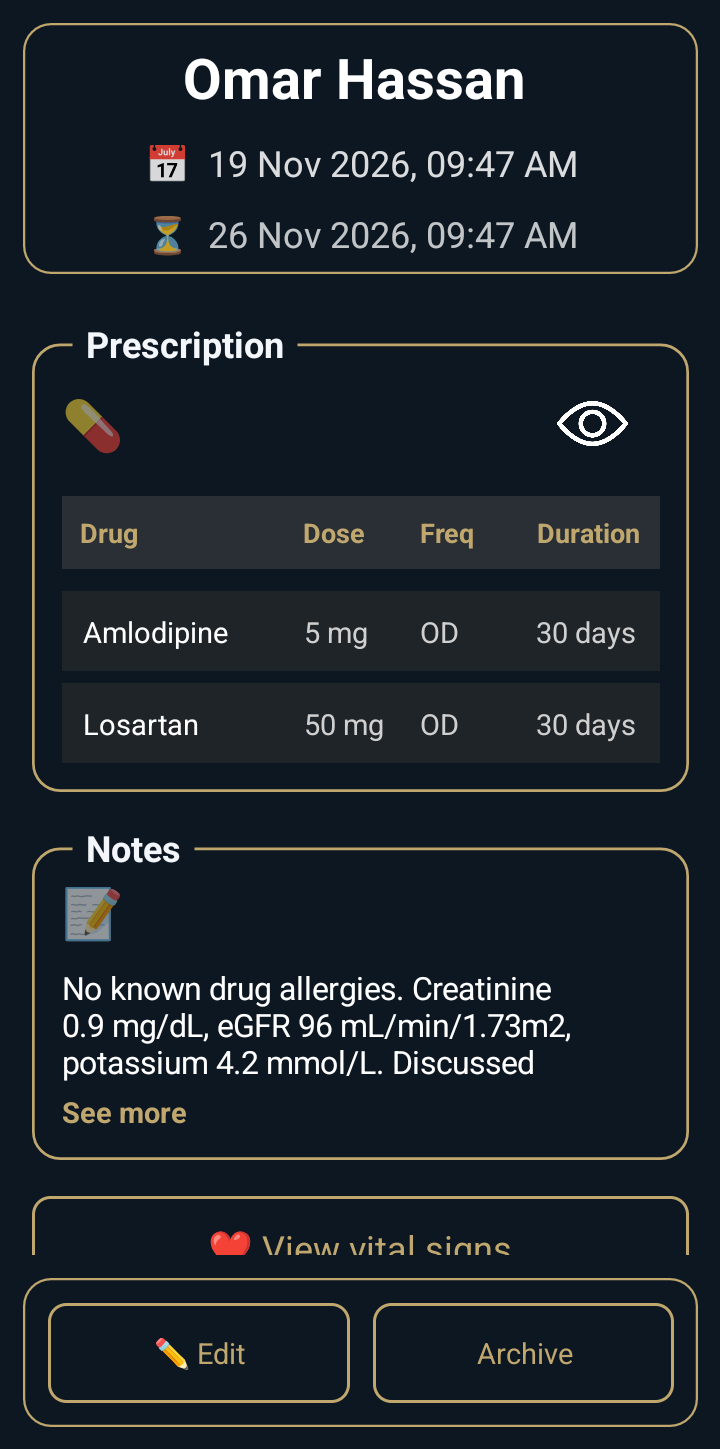 Omar Hassan
19 Nov 2026, 09:47 AM
26 Nov 2026, 09:47 AM
Prescription
Drug Dose Freq Duration
Amlodipine 5 mg OD 30 days
Losartan 50 mg OD 30 days
Notes
No known drug allergies. Creatinine
0.9 mg/dL, eGFR 96 mL/min/1.73m2,
potassium 4.2 mmol/L. Discussed
See more
View vital signs
Edit
Archive